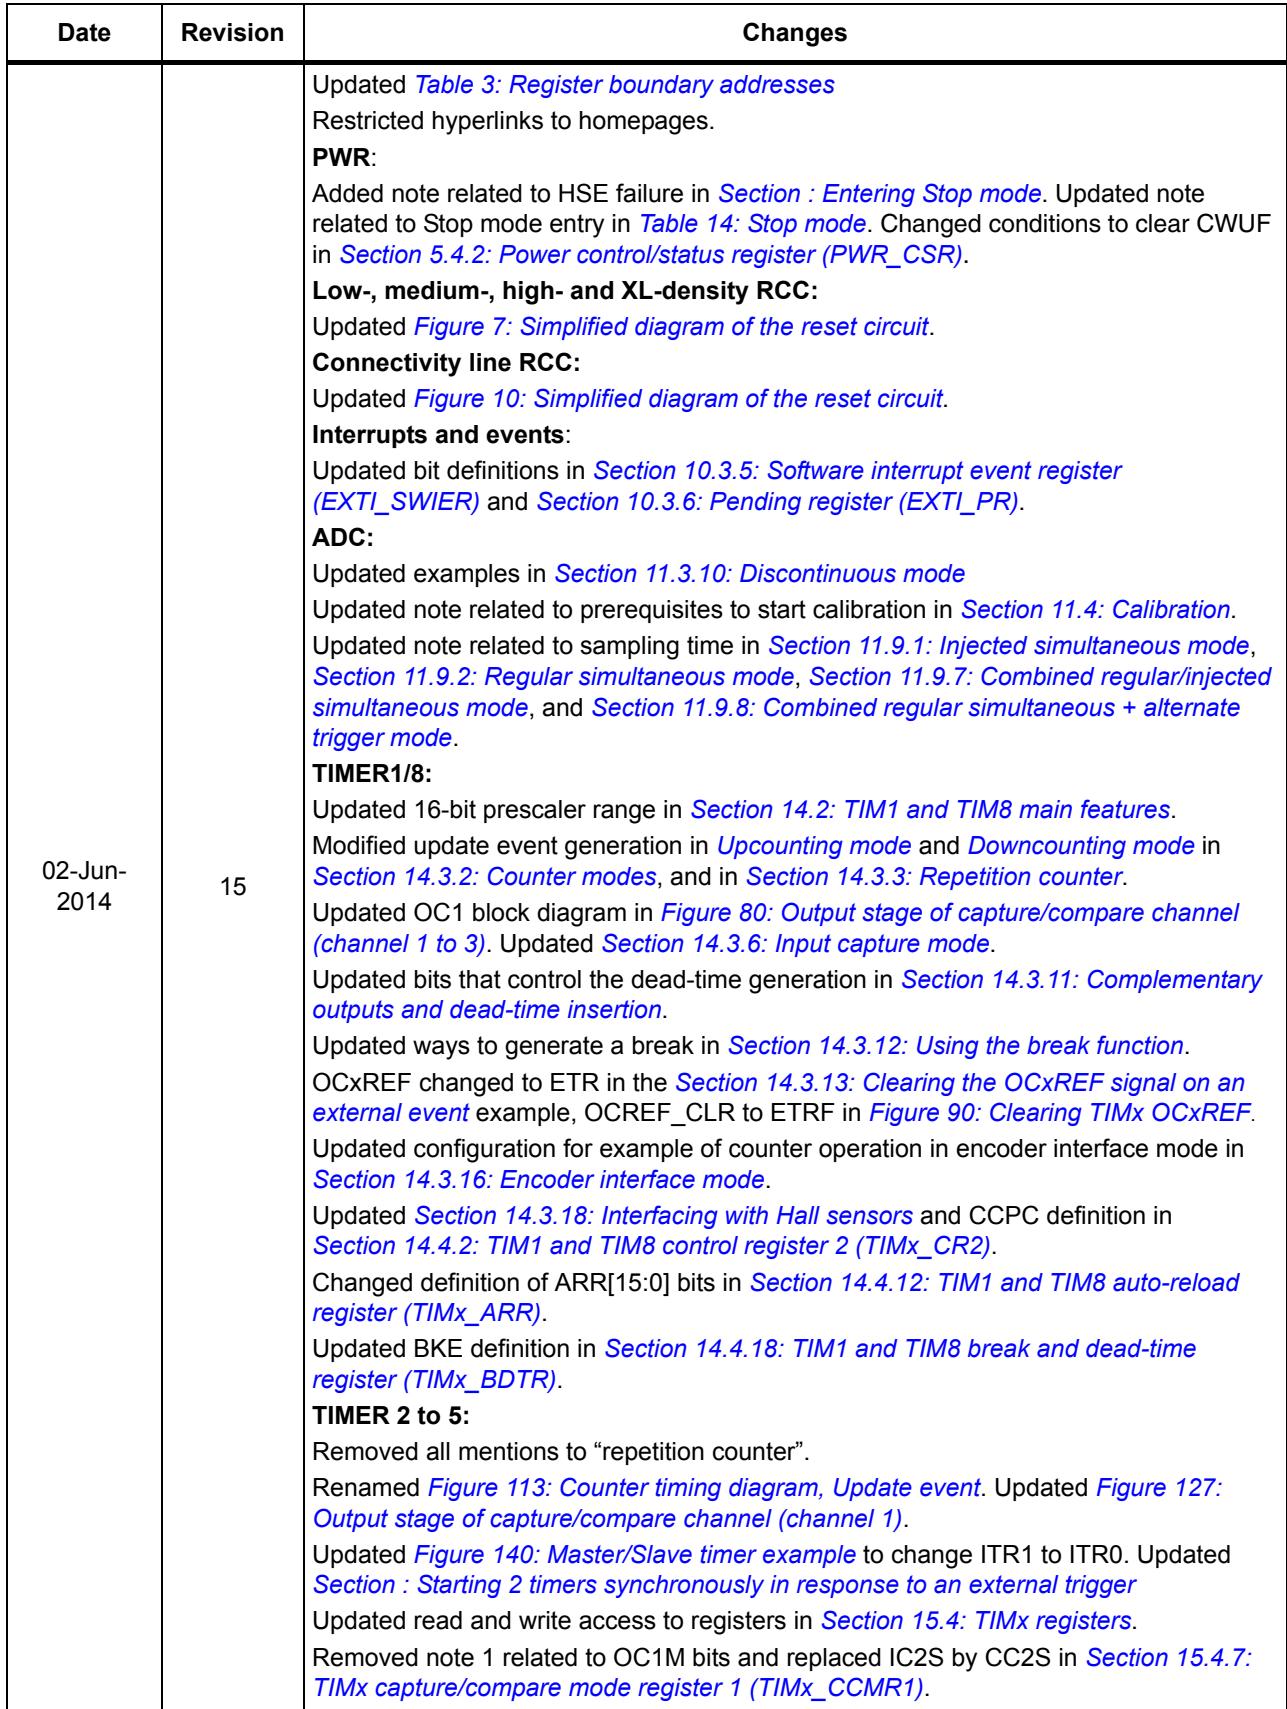 Date Revision Changes
Updated Table 3: Register boundary addresses
Restricted hyperlinks to homepages.
PWR:
Added note related to HSE failure in Section : Entering Stop mode. Updated note
related to Stop mode entry in Table 14: Stop mode. Changed conditions to clear CWUF
in Section 5.4.2: Power control/status register (PWR_CSR).
Low-, medium-, high- and XL-density RCC:
Updated Figure 7: Simplified diagram of the reset circuit.
Connectivity line RCC:
Updated Figure 10: Simplified diagram of the reset circuit.
Interrupts and events:
Updated bit definitions in Section 10.3.5: Software interrupt event register
(EXTI_SWIER) and Section 10.3.6: Pending register (EXTI_PR).
ADC:
Updated examples in Section 11.3.10: Discontinuous mode
Updated note related to prerequisites to start calibration in Section 11.4: Calibration.
Updated note related to sampling time in Section 11.9.1: Injected simultaneous mode,
Section 11.9.2: Regular simultaneous mode, Section 11.9.7: Combined regular/injected
simultaneous mode, and Section 11.9.8: Combined regular simultaneous + alternate
trigger mode.
TIMER1/8:
Updated 16-bit prescaler range in Section 14.2: TIM1 and TIM8 main features.
Modified update event generation in Upcounting mode and Downcounting mode in
Section 14.3.2: Counter modes, and in Section 14.3.3: Repetition counter.
02-Jun-
2014
15
Updated OC1 block diagram in Figure 80: Output stage of capture/compare channel
(channel 1 to 3). Updated Section 14.3.6: Input capture mode.
Updated bits that control the dead-time generation in Section 14.3.11: Complementary
outputs and dead-time insertion.
Updated ways to generate a break in Section 14.3.12: Using the break function.
OCxREF changed to ETR in the Section 14.3.13: Clearing the OCxREF signal on an
external event example, OCREF_CLR to ETRF in Figure 90: Clearing TIMx OCxREF.
Updated configuration for example of counter operation in encoder interface mode in
Section 14.3.16: Encoder interface mode.
Updated Section 14.3.18: Interfacing with Hall sensors and CCPC definition in
Section 14.4.2: TIM1 and TIM8 control register 2 (TIMx_CR2).
Changed definition of ARR[15:0] bits in Section 14.4.12: TIM1 and TIM8 auto-reload
register (TIMx_ARR).
Updated BKE definition in Section 14.4.18: TIM1 and TIM8 break and dead-time
register (TIMx_BDTR).
TIMER 2 to 5:
Removed all mentions to “repetition counter”.
Renamed Figure 113: Counter timing diagram, Update event. Updated Figure 127:
Output stage of capture/compare channel (channel 1).
Updated Figure 140: Master/Slave timer example to change ITR1 to ITR0. Updated
Section : Starting 2 timers synchronously in response to an external trigger
Updated read and write access to registers in Section 15.4: TIMx registers.
Removed note 1 related to OC1M bits and replaced IC2S by CC2S in Section 15.4.7:
TIMx capture/compare mode register 1 (TIMx_CCMR1).